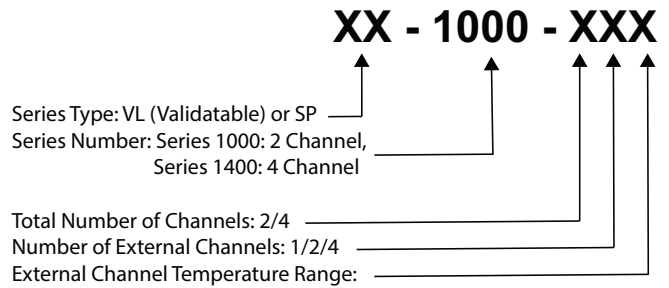 XX - 1000 - XXX
Series Type: VL (Validatable) or SP
Series Number: Series 1000: 2 Channel,
Series 1400: 4 Channel
Total Number of Channels: 2/4
Number of External Channels: 1/2/4
External Channel Temperature Range: